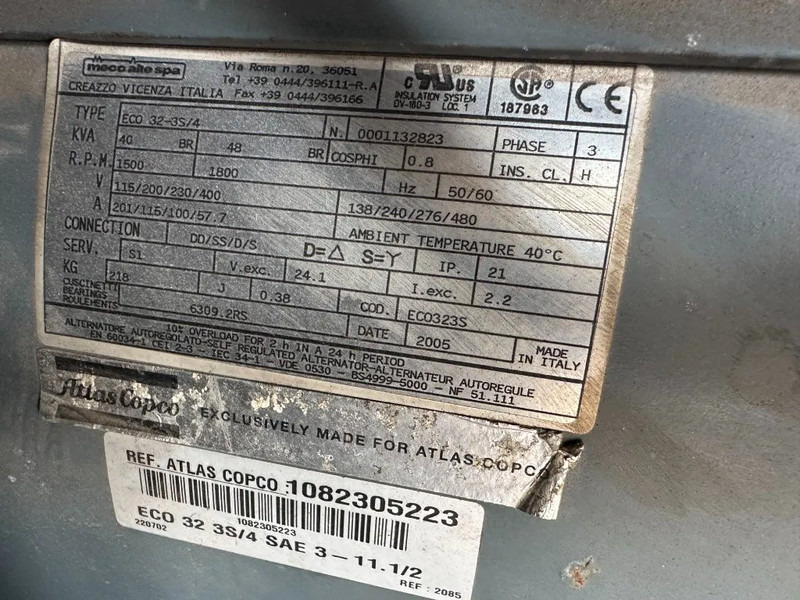 mecc alte spa
Via Roma n.20, 36051
Tel +39 0444/396111-R.A
CREAZZO VICENZA ITALIA Fax +39 0444/396166
C RU US
INSULATION SYSTEM
OV-180-3 LOC. 1
SA ®
187983
CE
TYPE ECO 32-3S/4 N. 0001132823 PHASE 3
KVA 40 BR 48 BR COSPHI 0.8 INS. CL. H
R.P.M. 1500 1800 Hz 50/60
V 115/200/230/400 138/240/276/480
A 201/115/100/57.7 AMBIENT TEMPERATURE 40°C
CONNECTION DD/SS/D/S D=△ S=Y IP. 21
SERV. S1 V.exc. 24.1 I.exc. 2.2
KG 218 J 0.38 COD. ECO323S
CUSCINETTI
BEARINGS
ROULEMENTS
6309.2RS DATE 2005 MADE IN ITALY
10% OVERLOAD FOR 2 h IN A 24 h PERIOD
ALTERNATORE AUTOREGOLATO-SELF REGULATED ALTERNATOR-ALTERNATEUR AUTOREGULE
EN 60034-1 CEI 2-3 - IEC 34-1 - VDE 0530 - BS4999-5000 - NF 51.111
Atlas Copco EXCLUSIVELY MADE FOR ATLAS COPCO
REF. ATLAS COPCO : 1082305223
1082305223
ECO 32 3S/4 SAE 3 - 11.1/2
220702 REF : 2085